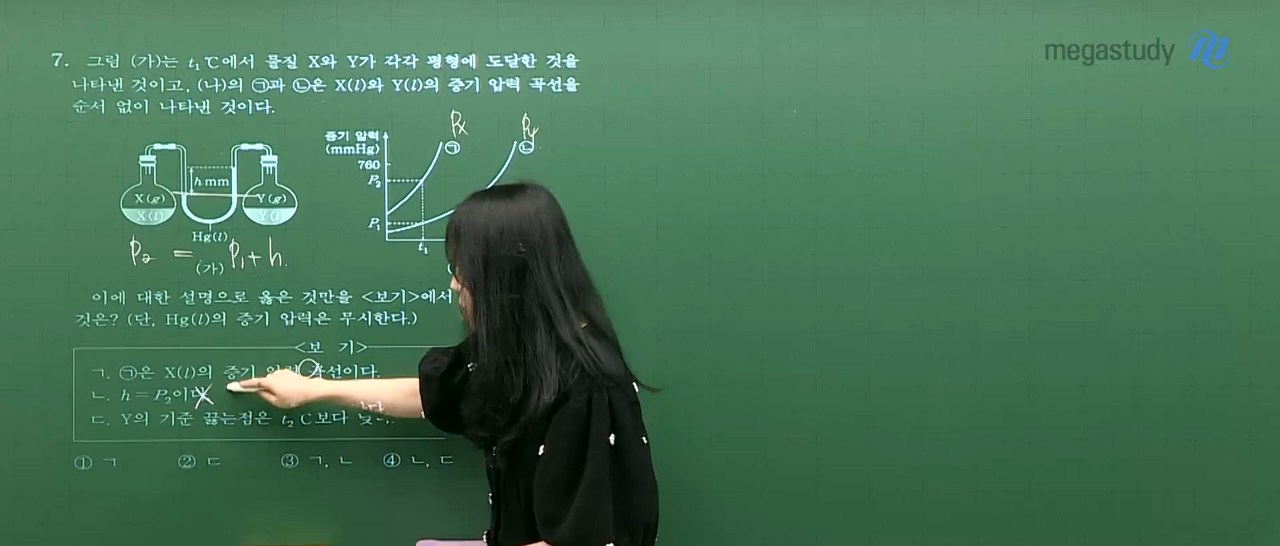 megastudy
7. 그림 (가)는 t₁℃에서 물질 X와 Y가 각각 평형에 도달한 것을
나타낸 것이고, (나)의 ㉠과 ㉡은 X(l)와 Y(l)의 증기 압력 곡선을
순서 없이 나타낸 것이다.
Px Py
증기 압력
(mmHg)
㉠ ㉡
760
P₂
h mm
X(g) Y(g)
X(l) Y(l)
P₁
Hg(l)
t₁
P₂ = P₁ + h.
(가)
이에 대한 설명으로 옳은 것만을 <보기>에서
것은? (단, Hg(l)의 증기 압력은 무시한다.)
<보 기>
ㄱ. ㉠은 X(l)의 증기 곡선이다.
ㄴ. h = P₂이다
ㄷ. Y의 기준 끓는점은 t₂℃보다
① ㄱ ② ㄷ ③ ㄱ, ㄴ ④ ㄴ, ㄷ